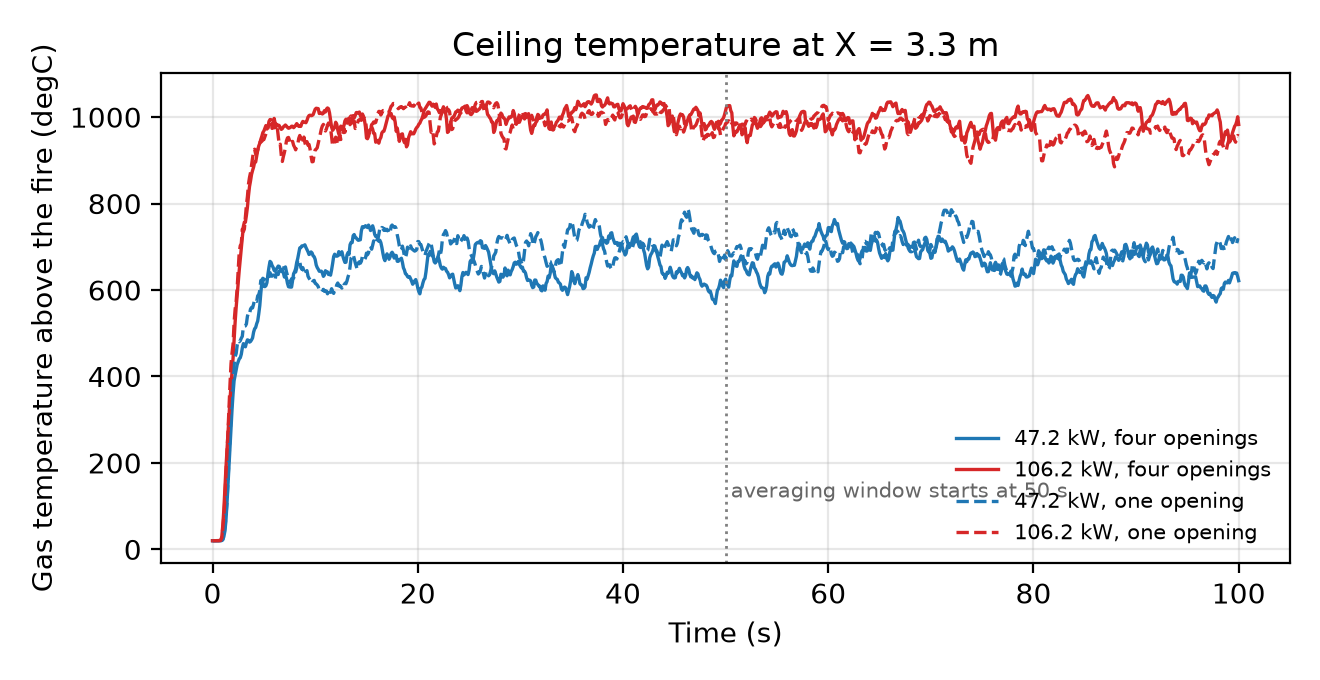 Ceiling temperature at X = 3.3 m
Gas temperature above the fire (degC)
1000
800
600
400
200
0
47.2 kW, four openings
106.2 kW, four openings
averaging window starts at 50 s
47.2 kW, one opening
106.2 kW, one opening
0 20 40 60 80 100
Time (s)